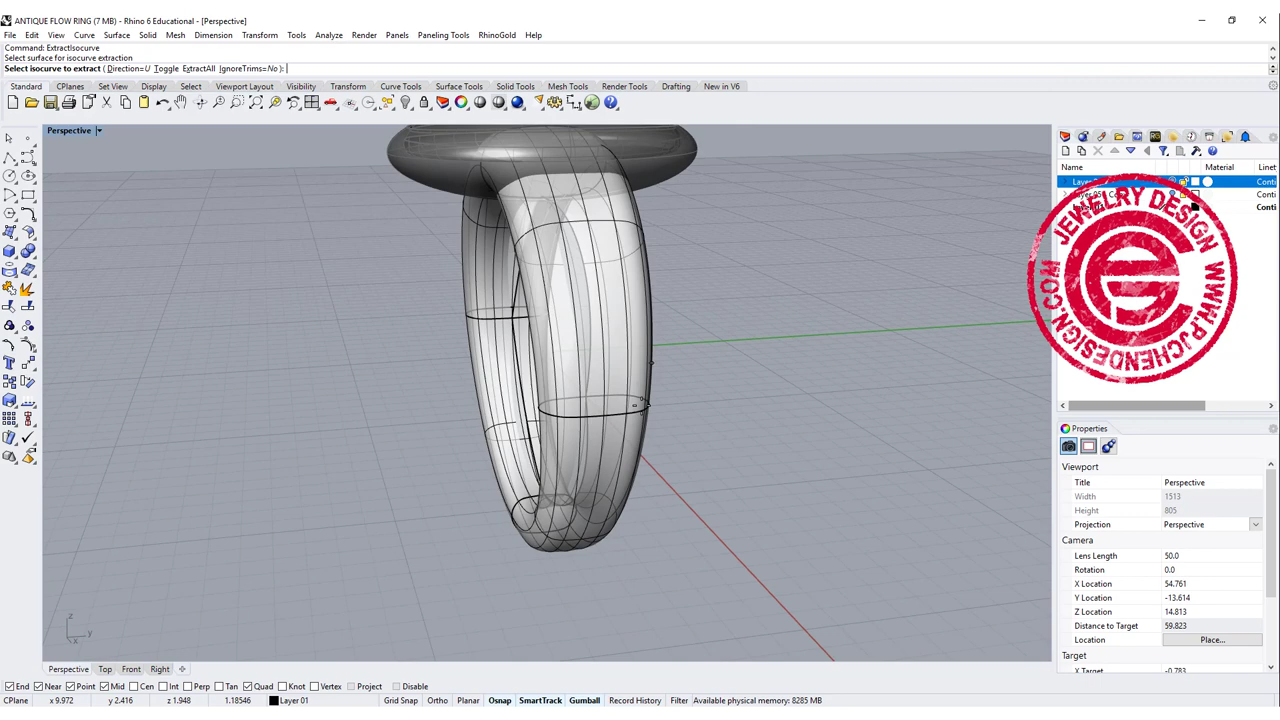 ANTIQUE FLOW RING (7 MB) - Rhino 6 Educational - [Perspective]
File Edit View Curve Surface Solid Mesh Dimension Transform Tools Analyze Render Panels Paneling Tools RhinoGold Help
Command: ExtractIsocurve
Select surface for isocurve extraction
Select isocurve to extract ( Direction=U Toggle ExtractAll IgnoreTrims=No ):
Standard CPlanes Set View Display Select Viewport Layout Visibility Transform Curve Tools Surface Tools Solid Tools Mesh Tools Render Tools Drafting New in V6
Perspective
Name Material Linet
Conti
Conti
Conti
JEWELRY DESIGN WWW.PJCHENDESIGN.COM
Properties
Viewport
Title Perspective
Width 1513
Height 805
Projection Perspective
Camera
Lens Length 50.0
Rotation 0.0
X Location 54.761
Y Location -13.614
Z Location 14.813
Distance to Target 59.823
Location Place...
Target
X Target -0.783
z
y
x
Perspective Top Front Right
End Near Point Mid Cen Int Perp Tan Quad Knot Vertex Project Disable
CPlane x 9.972 y 2.416 z 1.948 1.18546 Layer 01 Grid Snap Ortho Planar Osnap SmartTrack Gumball Record History Filter Available physical memory: 8285 MB